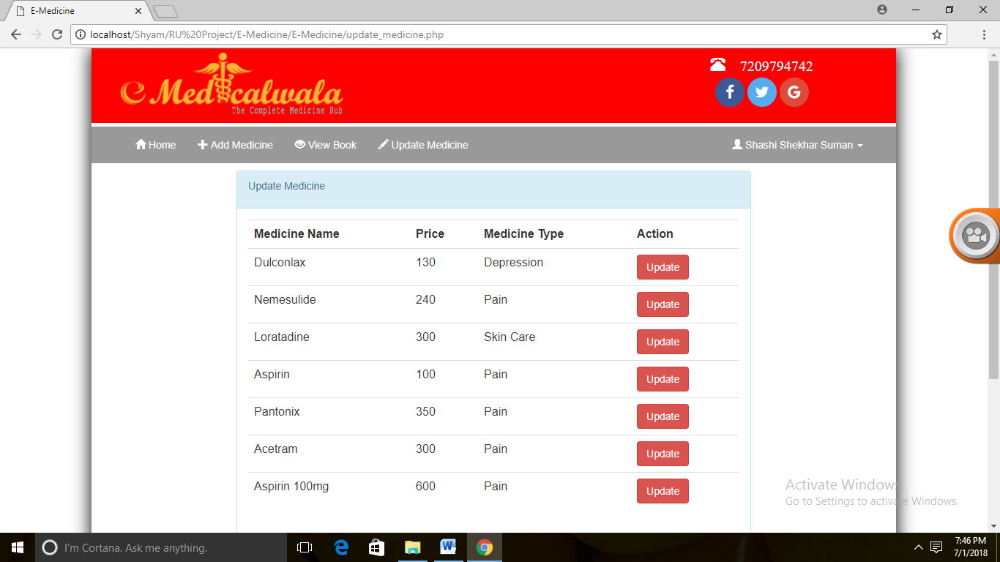 E-Medicine
localhost/Shyam/RU%20Project/E-Medicine/E-Medicine/update_medicine.php
e Medicalwala
The Complete Medicine Hub
7209794742
Home Add Medicine View Book Update Medicine Shashi Shekhar Suman
Update Medicine
Medicine Name Price Medicine Type Action
Dulconlax 130 Depression Update
Nemesulide 240 Pain Update
Loratadine 300 Skin Care Update
Aspirin 100 Pain Update
Pantonix 350 Pain Update
Acetram 300 Pain Update
Aspirin 100mg 600 Pain Update
Activate Windows
Go to Settings to activate Windows.
I'm Cortana. Ask me anything.
7:46 PM
7/1/2018